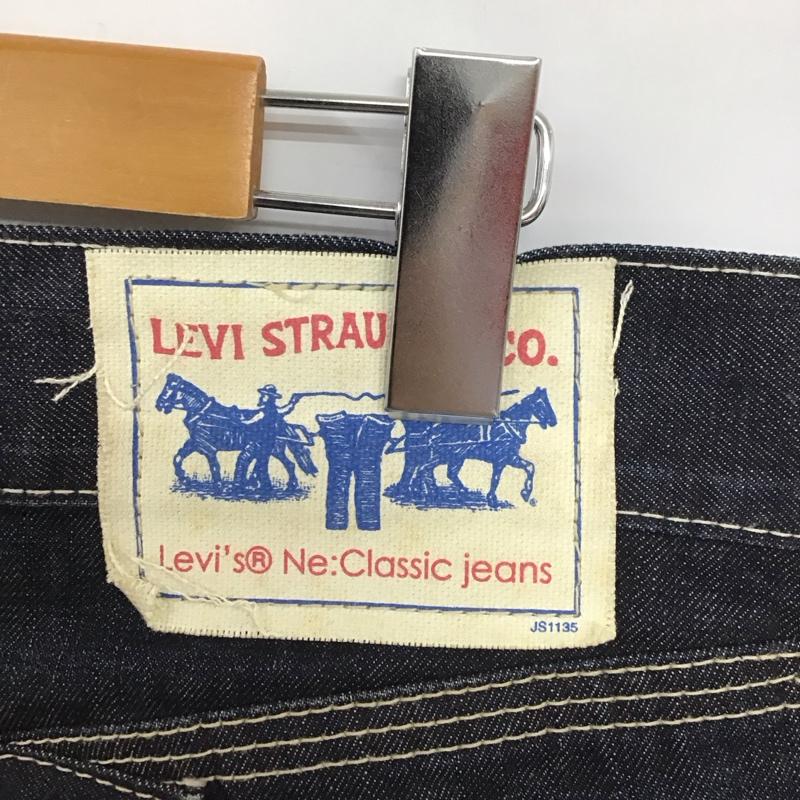 LEVI STRAU CO.
Levi's® Ne:Classic jeans
JS1135